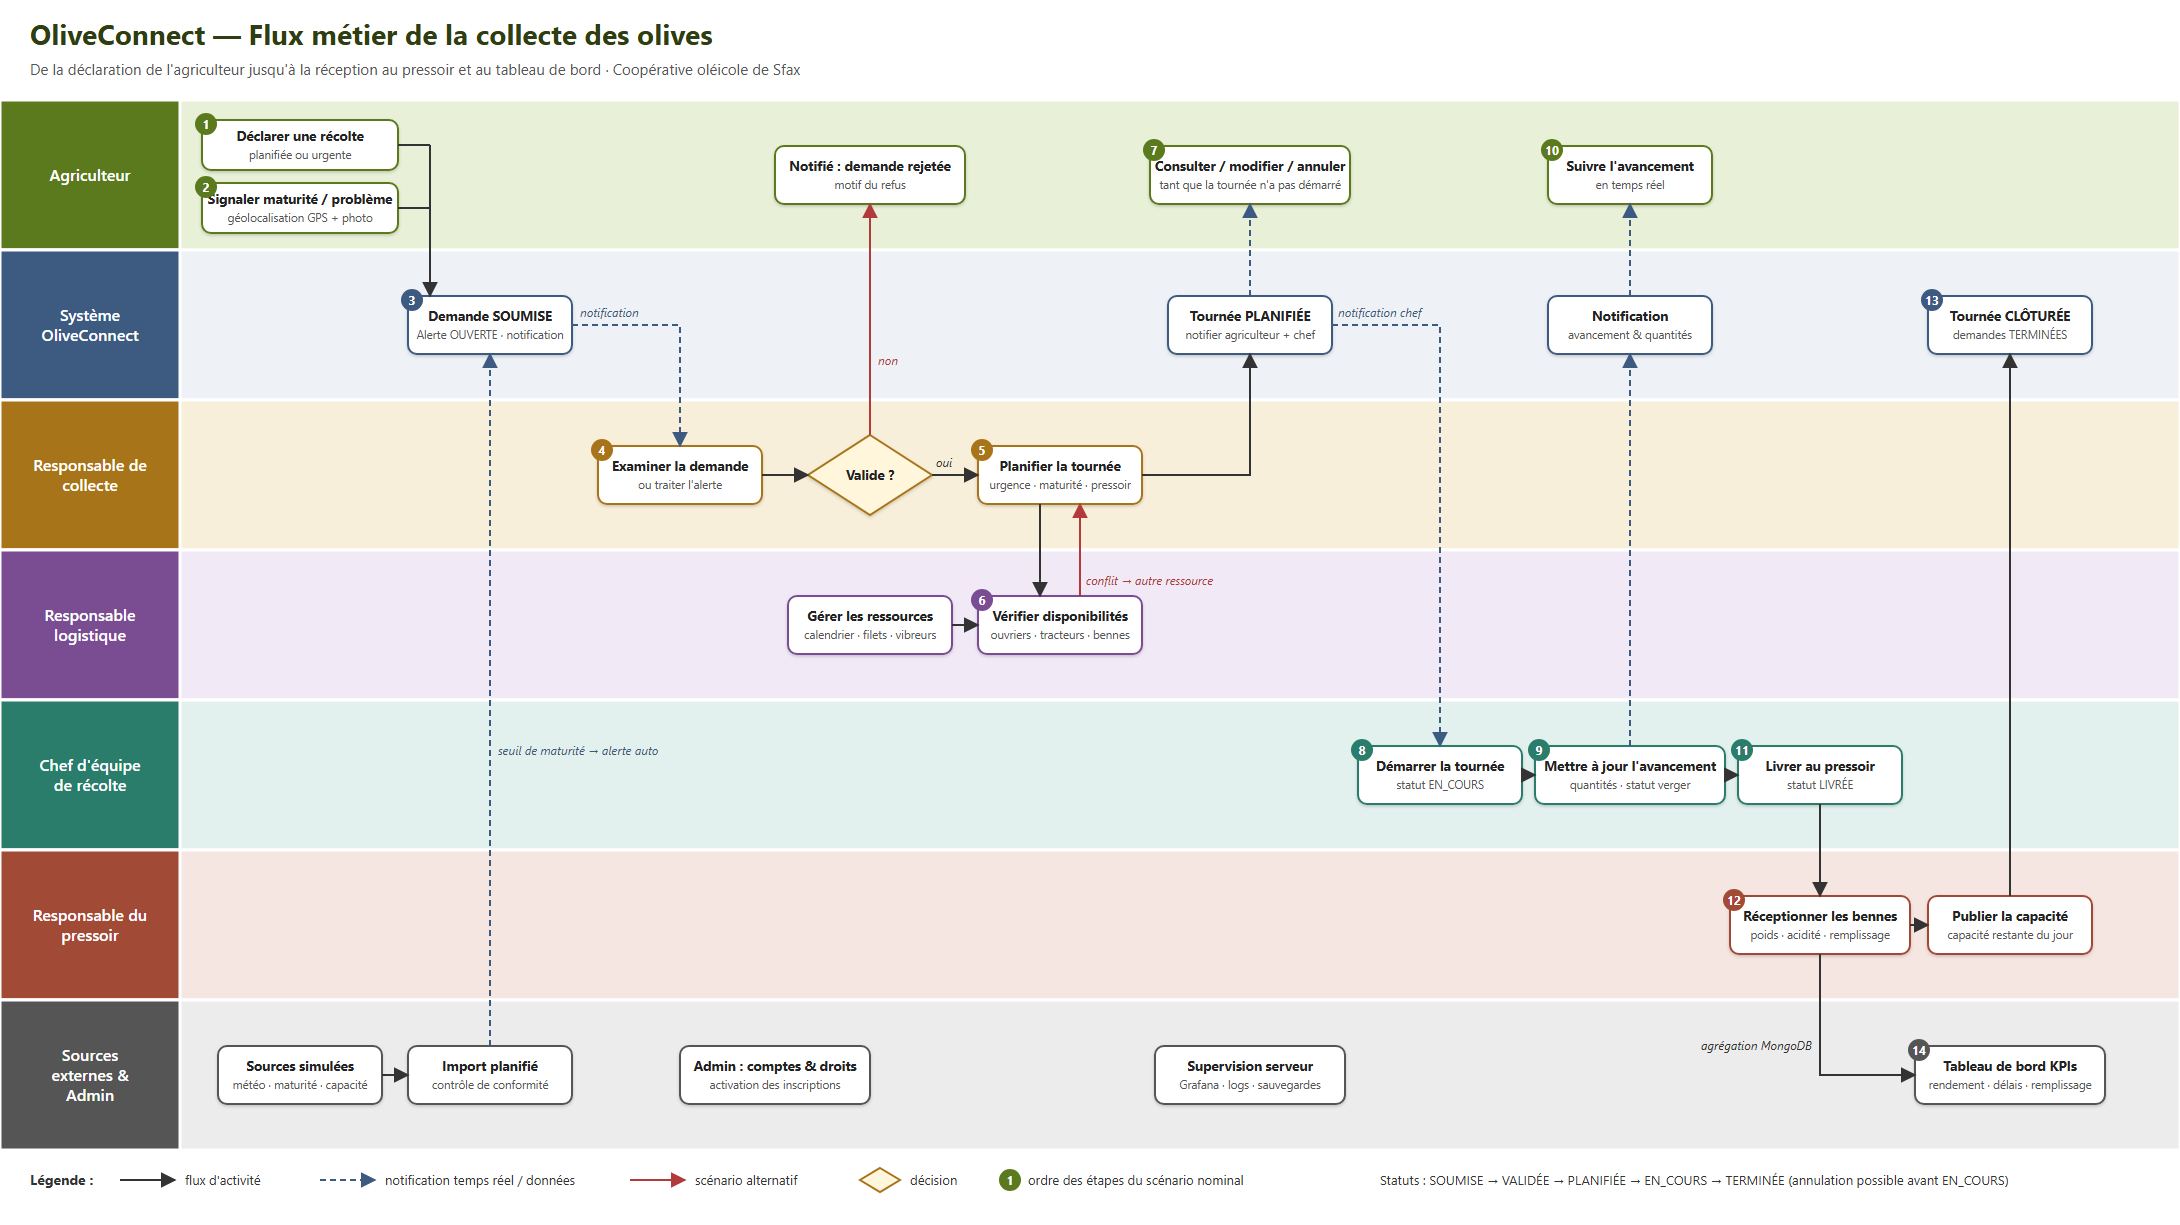 OliveConnect — Flux métier de la collecte des olives
De la déclaration de l'agriculteur jusqu'à la réception au pressoir et au tableau de bord · Coopérative oléicole de Sfax
Agriculteur
1
Déclarer une récolte
planifiée ou urgente
2
Signaler maturité / problème
géolocalisation GPS + photo
Notifié : demande rejetée
motif du refus
7
Consulter / modifier / annuler
tant que la tournée n'a pas démarré
10
Suivre l'avancement
en temps réel
Système
OliveConnect
3
Demande SOUMISE
Alerte OUVERTE · notification
notification
non
Tournée PLANIFIÉE
notifier agriculteur + chef
notification chef
Notification
avancement & quantités
13
Tournée CLÔTURÉE
demandes TERMINÉES
Responsable de
collecte
4
Examiner la demande
ou traiter l'alerte
Valide ?
oui
5
Planifier la tournée
urgence · maturité · pressoir
Responsable
logistique
Gérer les ressources
calendrier · filets · vibreurs
6
Vérifier disponibilités
ouvriers · tracteurs · bennes
conflit → autre ressource
Chef d'équipe
de récolte
seuil de maturité → alerte auto
8
Démarrer la tournée
statut EN_COURS
9
Mettre à jour l'avancement
quantités · statut verger
11
Livrer au pressoir
statut LIVRÉE
Responsable du
pressoir
12
Réceptionner les bennes
poids · acidité · remplissage
Publier la capacité
capacité restante du jour
Sources
externes &
Admin
Sources simulées
météo · maturité · capacité
Import planifié
contrôle de conformité
Admin : comptes & droits
activation des inscriptions
Supervision serveur
Grafana · logs · sauvegardes
agrégation MongoDB
14
Tableau de bord KPIs
rendement · délais · remplissage
Légende :
flux d'activité
notification temps réel / données
scénario alternatif
décision
1
ordre des étapes du scénario nominal
Statuts : SOUMISE → VALIDÉE → PLANIFIÉE → EN_COURS → TERMINÉE (annulation possible avant EN_COURS)